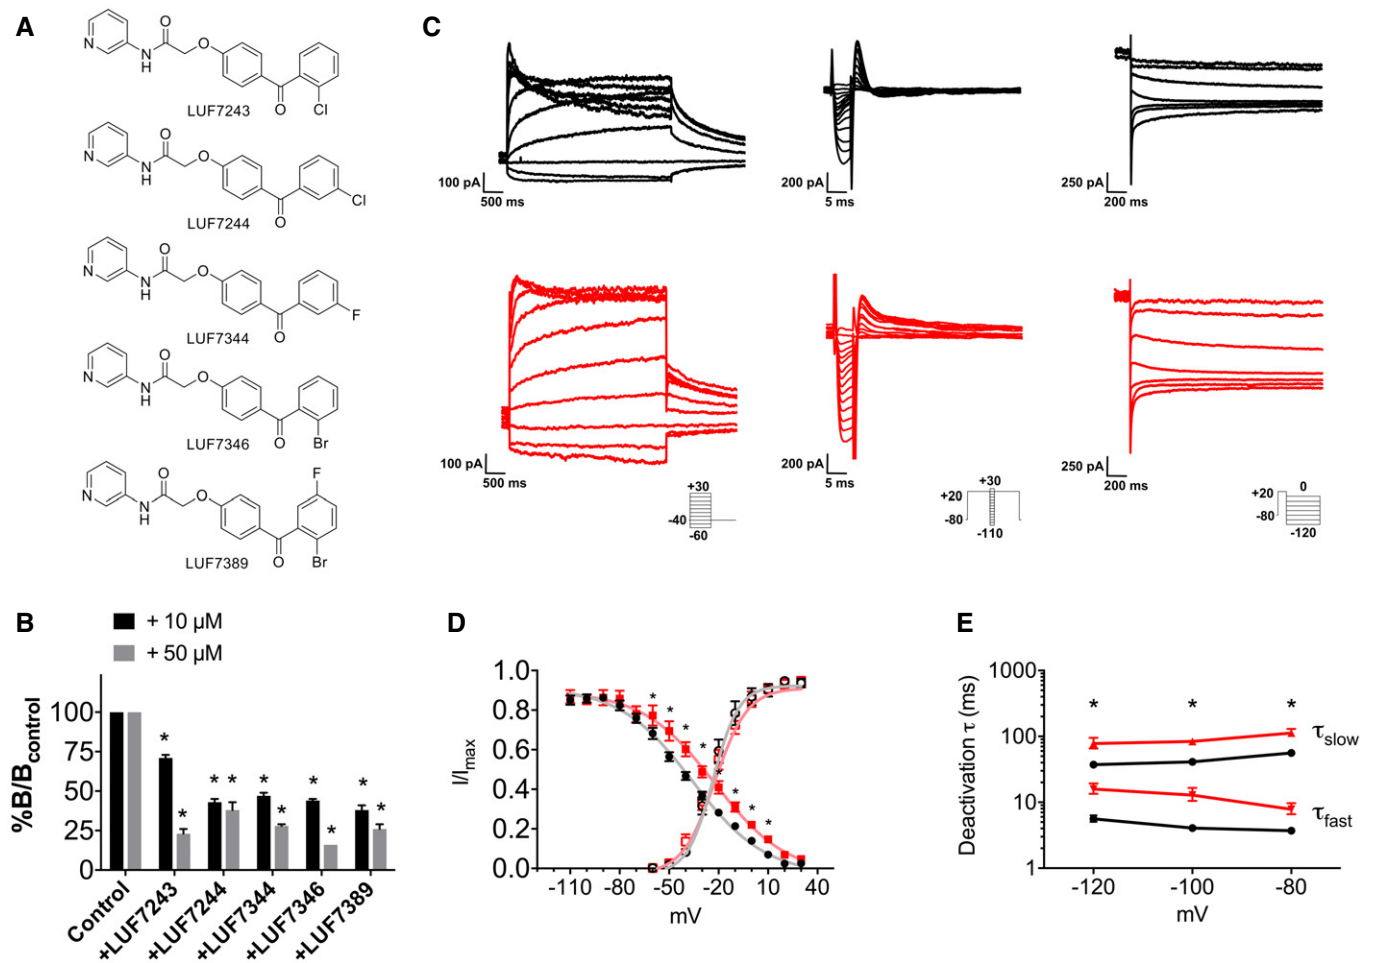 A
N
N
H
O
O
O
Cl
LUF7243
N
N
H
O
O
O
Cl
LUF7244
N
N
H
O
O
O
F
LUF7344
N
N
H
O
O
O
Br
LUF7346
N
N
H
O
O
F
O
Br
LUF7389
B
+ 10 µM
+ 50 µM
%B/Bcontrol
100
75
50
25
0
* * * * * * * * * *
Control
+LUF7243
+LUF7244
+LUF7344
+LUF7346
+LUF7389
C
100 pA
500 ms
200 pA
5 ms
250 pA
200 ms
100 pA
500 ms
200 pA
5 ms
250 pA
200 ms
+30
-40
-60
+30
+20
-80
-110
0
+20
-80
-120
D
I/Imax
1.0
0.8
0.6
0.4
0.2
0.0
* * * * * * * *
-110 -80 -50 -20 10 40
mV
E
Deactivation τ (ms)
1000
100
10
1
* * *
τslow
τfast
-120 -100 -80
mV